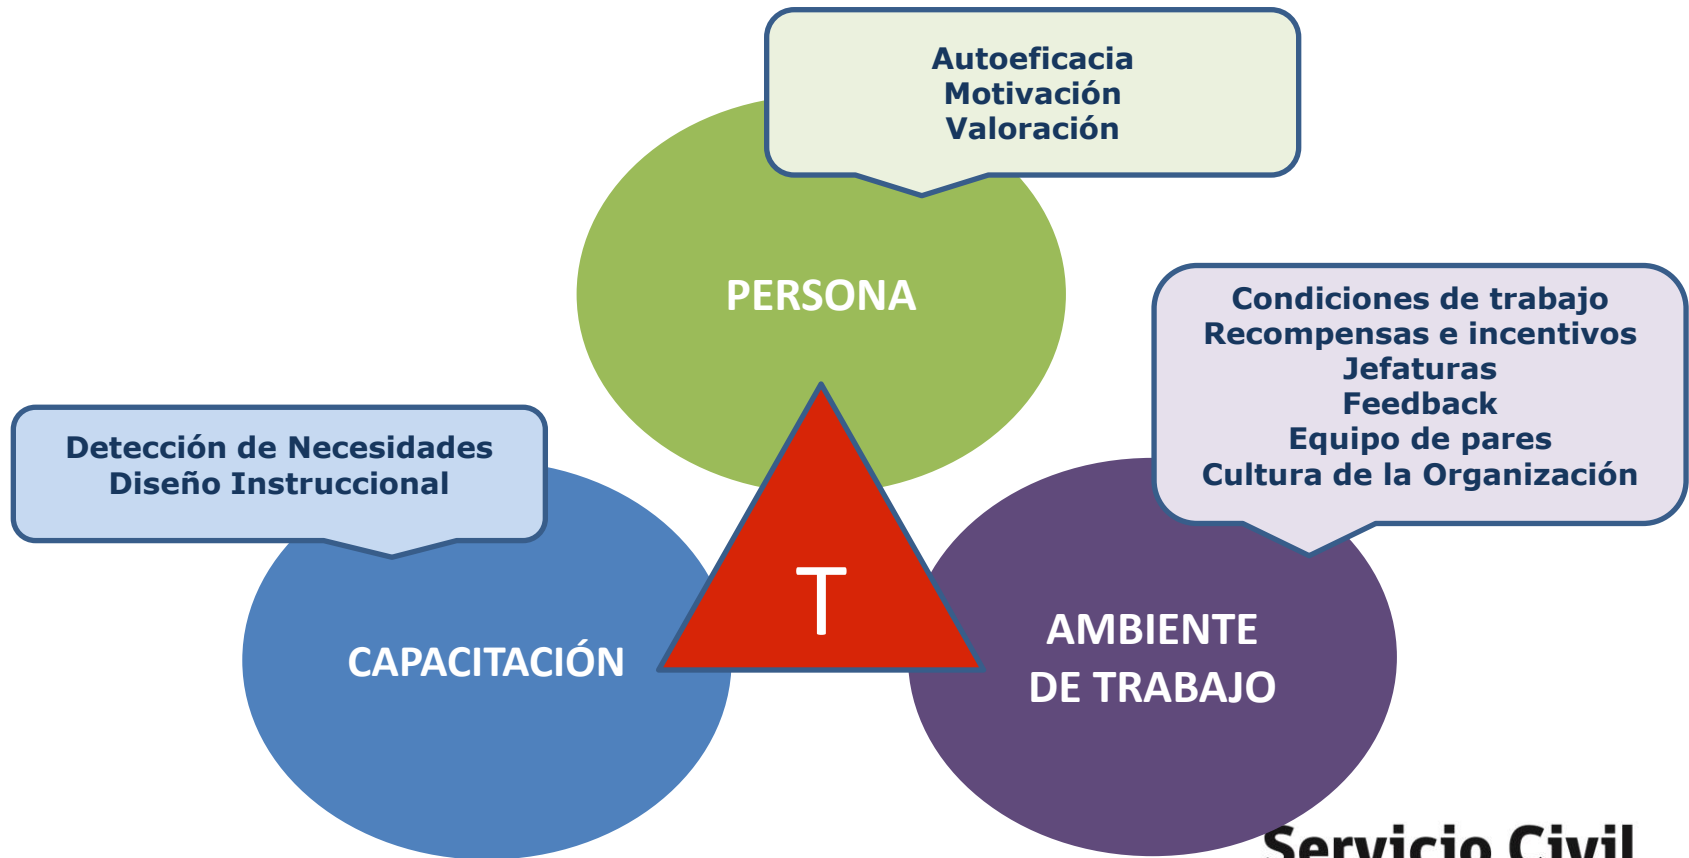 Autoeficacia
Motivación
Valoración
PERSONA
Condiciones de trabajo
Recompensas e incentivos
Jefaturas
Feedback
Equipo de pares
Cultura de la Organización
Detección de Necesidades
Diseño Instruccional
T
CAPACITACIÓN
AMBIENTE
DE TRABAJO
Servicio Civil